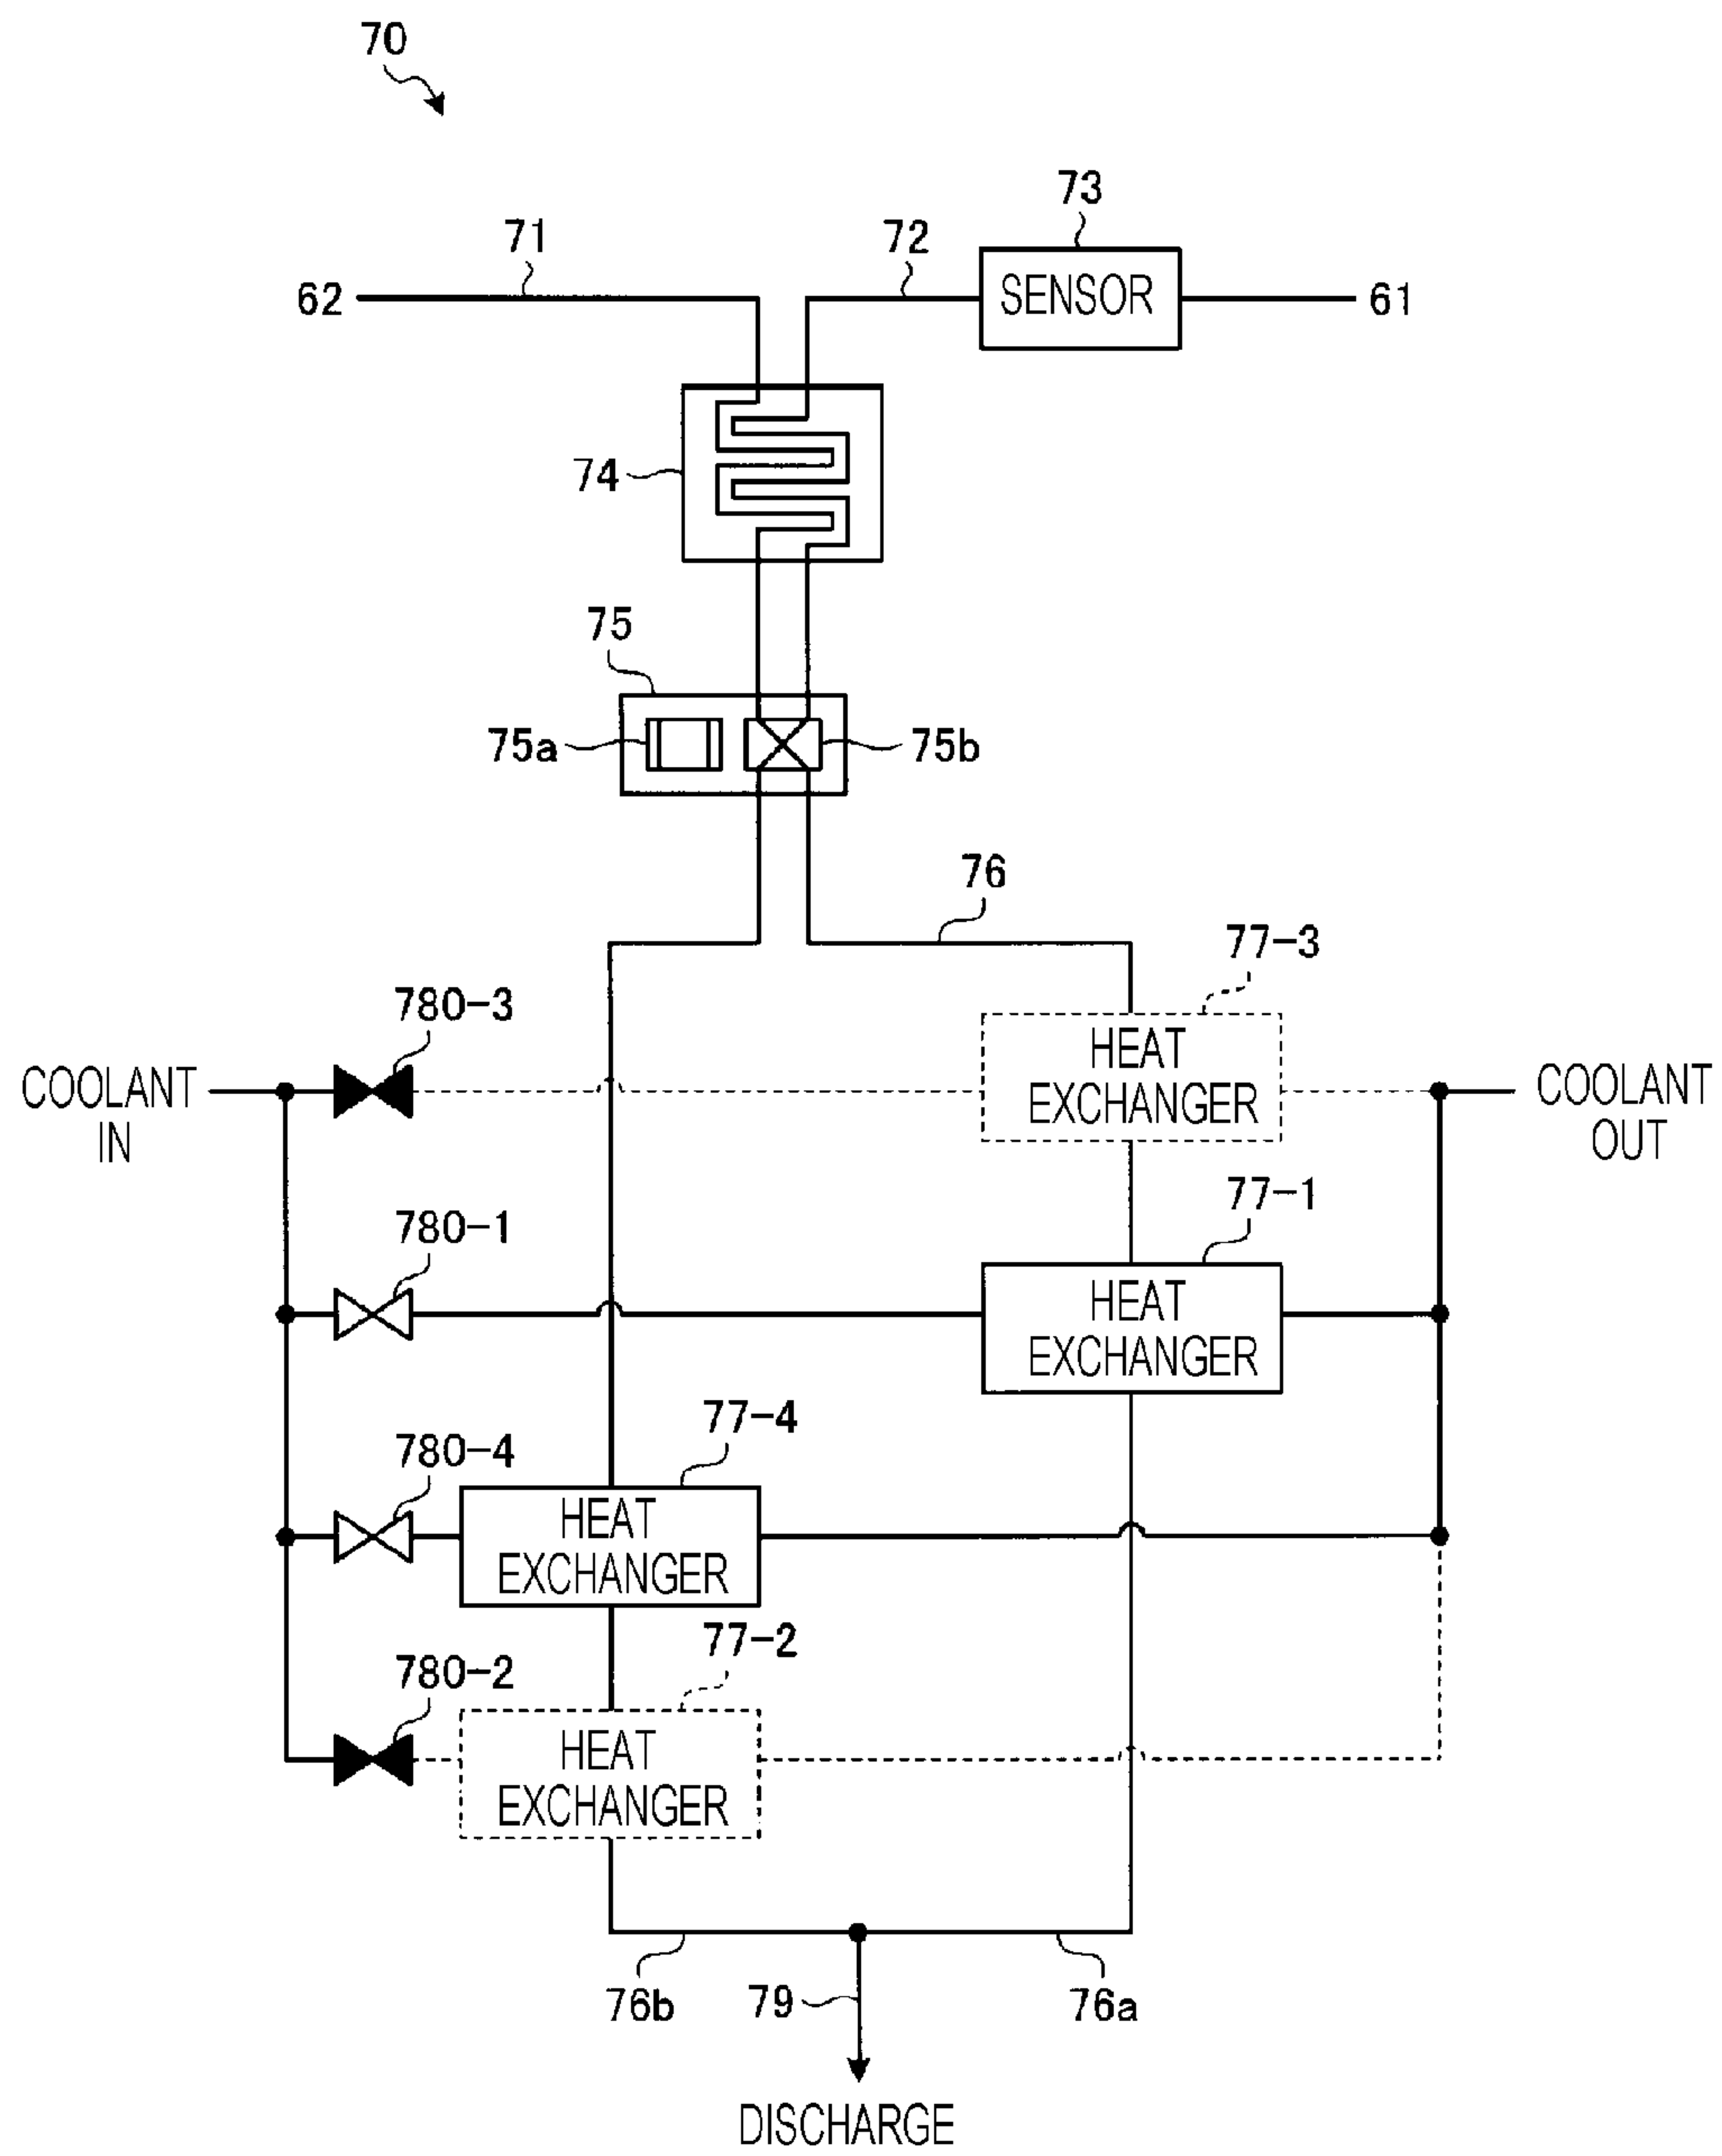 70
73
71
72
62
SENSOR
61
74
75
75a
75b
76
77-3
780-3
HEAT
EXCHANGER
COOLANT
IN
COOLANT
OUT
77-1
780-1
HEAT
EXCHANGER
77-4
780-4
HEAT
EXCHANGER
77-2
780-2
HEAT
EXCHANGER
76b
79
76a
DISCHARGE